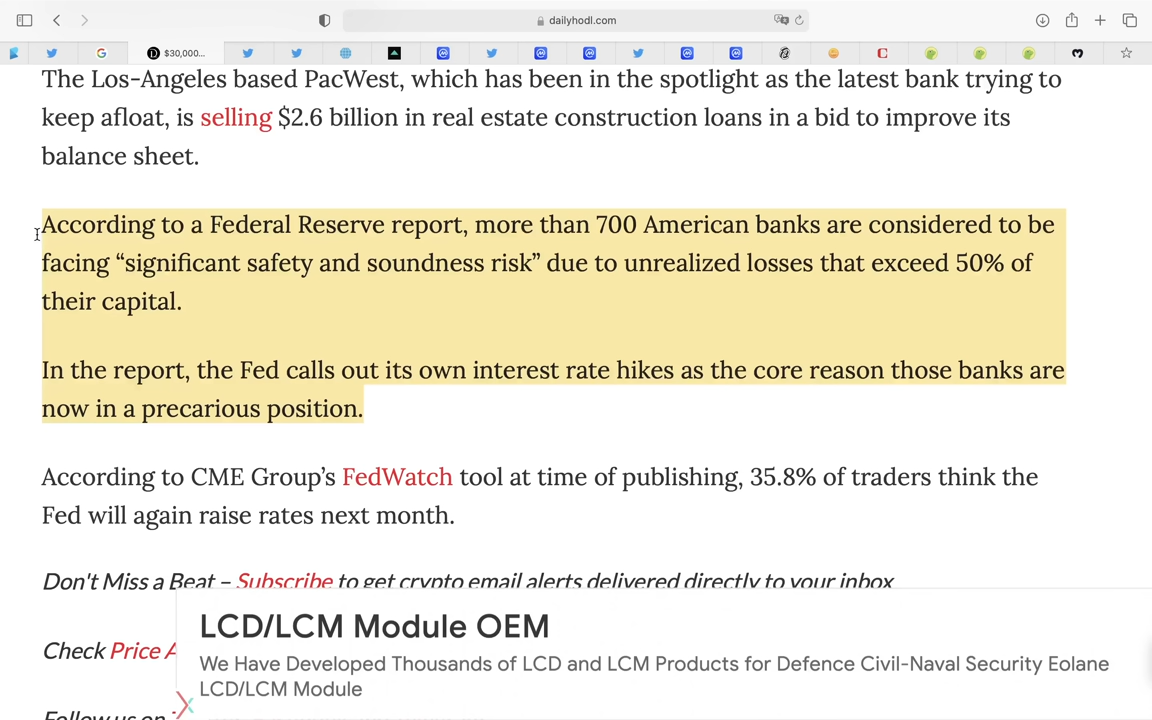 dailyhodl.com
$30,000...
The Los-Angeles based PacWest, which has been in the spotlight as the latest bank trying to
keep afloat, is selling $2.6 billion in real estate construction loans in a bid to improve its
balance sheet.
According to a Federal Reserve report, more than 700 American banks are considered to be
facing “significant safety and soundness risk” due to unrealized losses that exceed 50% of
their capital.
In the report, the Fed calls out its own interest rate hikes as the core reason those banks are
now in a precarious position.
According to CME Group’s FedWatch tool at time of publishing, 35.8% of traders think the
Fed will again raise rates next month.
Don't Miss a Beat – Subscribe to get crypto email alerts delivered directly to your inbox
LCD/LCM Module OEM
We Have Developed Thousands of LCD and LCM Products for Defence Civil-Naval Security Eolane
LCD/LCM Module
Check Price A
Follow us on